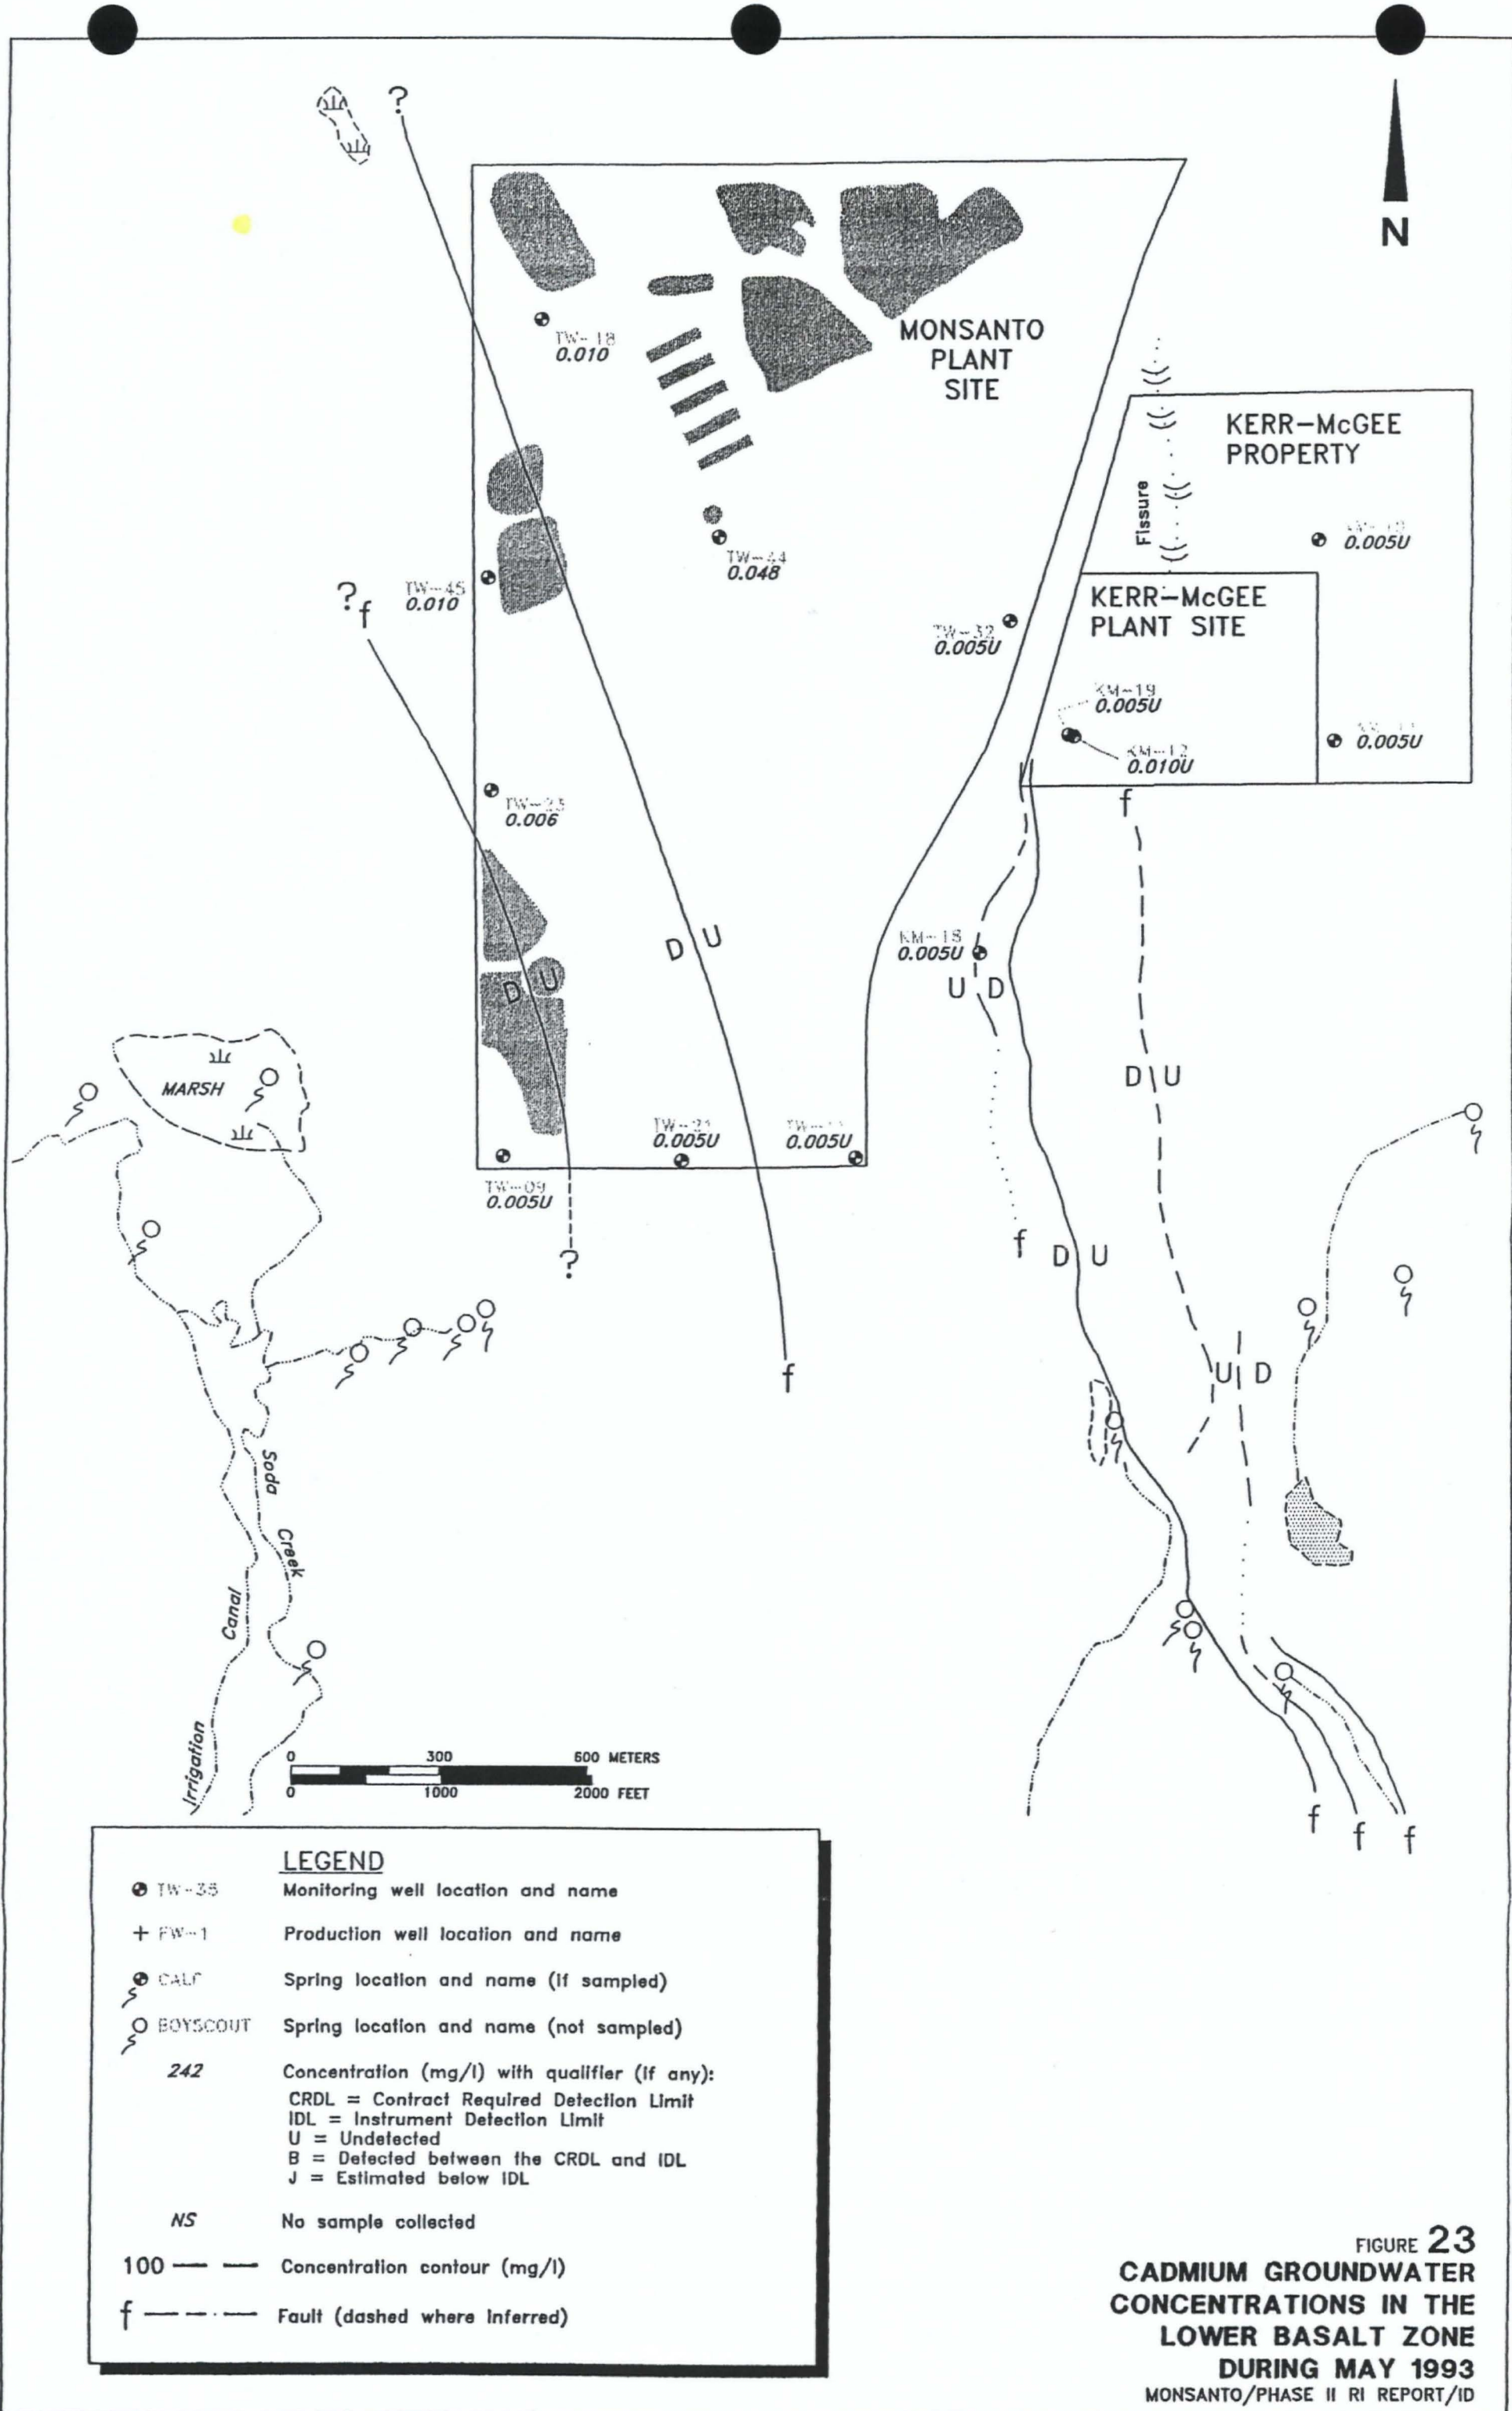 ?
N
MONSANTO
PLANT
SITE
TW-18
0.010
KERR-McGEE
PROPERTY
Fissure
0.005U
TW-44
0.048
TW-45
0.010
?
f
KERR-McGEE
PLANT SITE
TW-32
0.005U
KM-19
0.005U
0.005U
KM-12
0.010U
f
TW-23
0.006
D U
KM-18
0.005U
U D
D U
D U
MARSH
TW-21
0.005U
0.005U
TW-09
0.005U
?
f
D U
f
U D
Soda
Creek
Canal
Irrigation
0 300 600 METERS
0 1000 2000 FEET
f
f
f
LEGEND
TW-35 Monitoring well location and name
PW-1 Production well location and name
CALF Spring location and name (if sampled)
BOYSCOUT Spring location and name (not sampled)
242 Concentration (mg/l) with qualifier (if any):
CRDL = Contract Required Detection Limit
IDL = Instrument Detection Limit
U = Undetected
B = Detected between the CRDL and IDL
J = Estimated below IDL
NS No sample collected
100 Concentration contour (mg/l)
f Fault (dashed where inferred)
FIGURE 23
CADMIUM GROUNDWATER
CONCENTRATIONS IN THE
LOWER BASALT ZONE
DURING MAY 1993
MONSANTO/PHASE II RI REPORT/ID